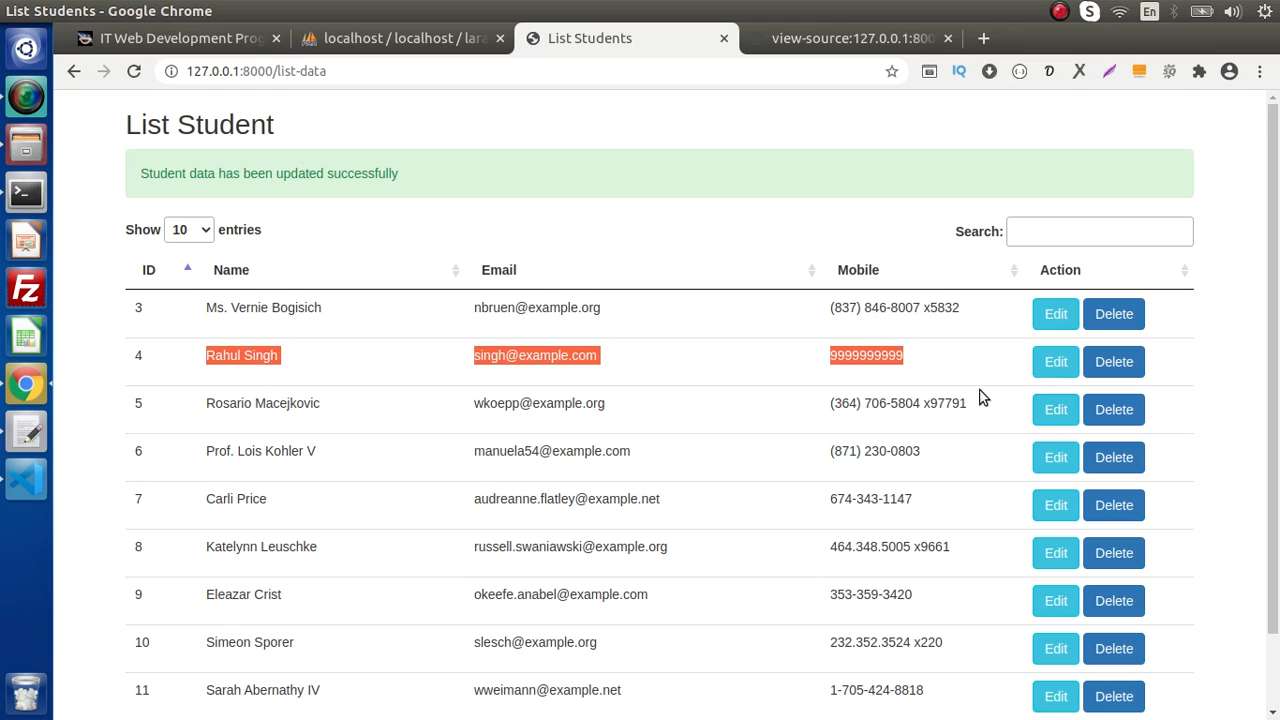 List Students - Google Chrome
S En
IT Web Development Prog
localhost / localhost / lara
List Students
view-source:127.0.0.1:800
127.0.0.1:8000/list-data
IQ
List Student
Student data has been updated successfully
Show 10 entries
Search:
ID Name Email Mobile Action
3 Ms. Vernie Bogisich nbruen@example.org (837) 846-8007 x5832 Edit Delete
4 Rahul Singh singh@example.com 9999999999 Edit Delete
5 Rosario Macejkovic wkoepp@example.org (364) 706-5804 x97791 Edit Delete
6 Prof. Lois Kohler V manuela54@example.com (871) 230-0803 Edit Delete
7 Carli Price audreanne.flatley@example.net 674-343-1147 Edit Delete
8 Katelynn Leuschke russell.swaniawski@example.org 464.348.5005 x9661 Edit Delete
9 Eleazar Crist okeefe.anabel@example.com 353-359-3420 Edit Delete
10 Simeon Sporer slesch@example.org 232.352.3524 x220 Edit Delete
11 Sarah Abernathy IV wweimann@example.net 1-705-424-8818 Edit Delete